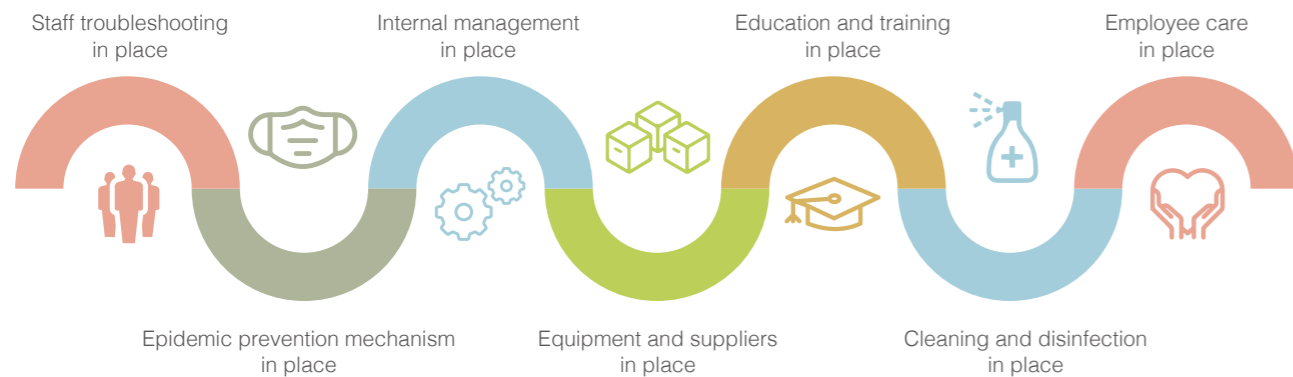 Staff troubleshooting
in place
Internal management
in place
Education and training
in place
Employee care
in place
Epidemic prevention mechanism
in place
Equipment and suppliers
in place
Cleaning and disinfection
in place